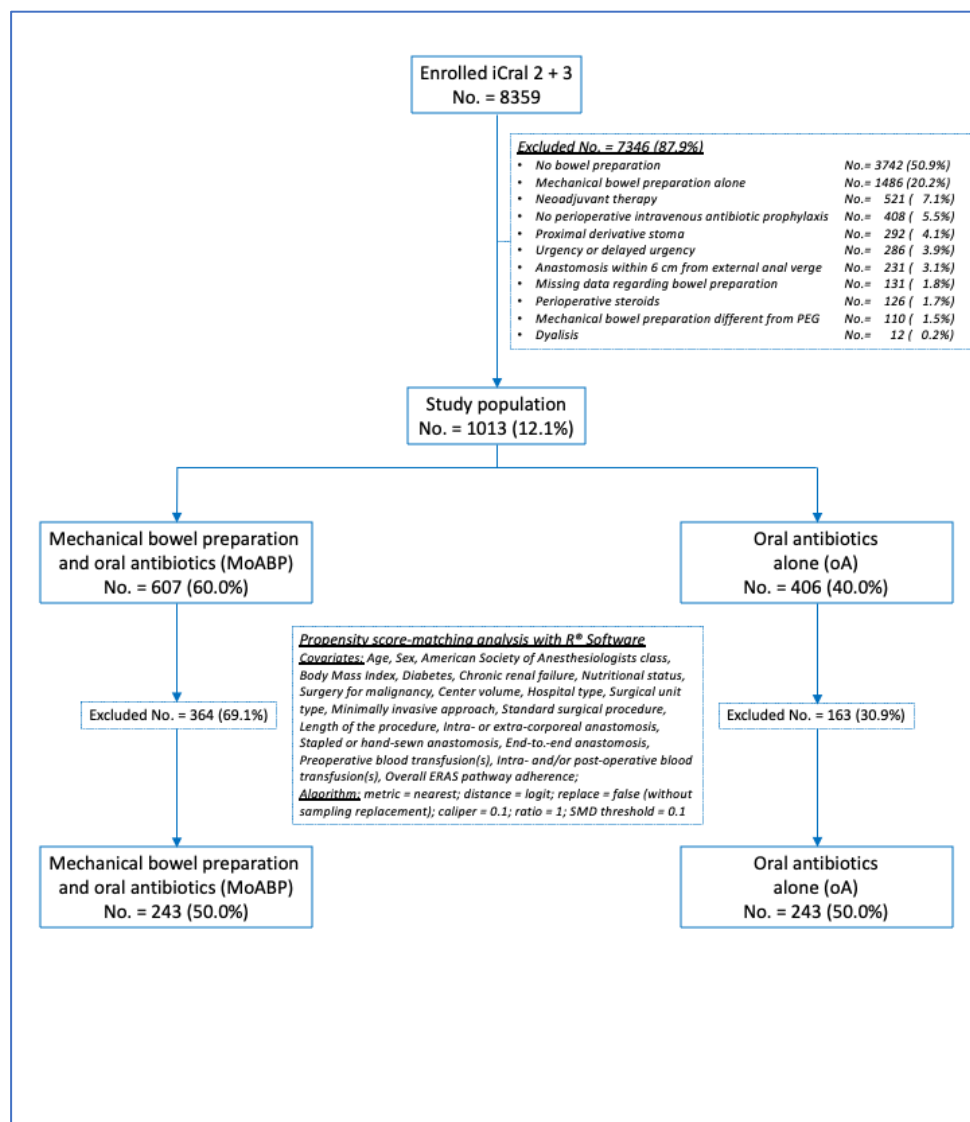 Enrolled iCral 2 + 3
No. = 8359
Excluded No. = 7346 (87.9%)
• No bowel preparation No.= 3742 (50.9%)
• Mechanical bowel preparation alone No.= 1486 (20.2%)
• Neoadjuvant therapy No.= 521 ( 7.1%)
• No perioperative intravenous antibiotic prophylaxis No.= 408 ( 5.5%)
• Proximal derivative stoma No.= 292 ( 4.1%)
• Urgency or delayed urgency No.= 286 ( 3.9%)
• Anastomosis within 6 cm from external anal verge No.= 231 ( 3.1%)
• Missing data regarding bowel preparation No.= 131 ( 1.8%)
• Perioperative steroids No.= 126 ( 1.7%)
• Mechanical bowel preparation different from PEG No.= 110 ( 1.5%)
• Dyalisis No.= 12 ( 0.2%)
Study population
No. = 1013 (12.1%)
Mechanical bowel preparation
and oral antibiotics (MoABP)
No. = 607 (60.0%)
Oral antibiotics
alone (oA)
No. = 406 (40.0%)
Propensity score-matching analysis with R® Software
Covariates: Age, Sex, American Society of Anesthesiologists class,
Body Mass Index, Diabetes, Chronic renal failure, Nutritional status,
Surgery for malignancy, Center volume, Hospital type, Surgical unit
type, Minimally invasive approach, Standard surgical procedure,
Length of the procedure, Intra- or extra-corporeal anastomosis,
Stapled or hand-sewn anastomosis, End-to.-end anastomosis,
Preoperative blood transfusion(s), Intra- and/or post-operative blood
transfusion(s), Overall ERAS pathway adherence;
Algorithm: metric = nearest; distance = logit; replace = false (without
sampling replacement); caliper = 0.1; ratio = 1; SMD threshold = 0.1
Excluded No. = 364 (69.1%)
Excluded No. = 163 (30.9%)
Mechanical bowel preparation
and oral antibiotics (MoABP)
No. = 243 (50.0%)
Oral antibiotics
alone (oA)
No. = 243 (50.0%)